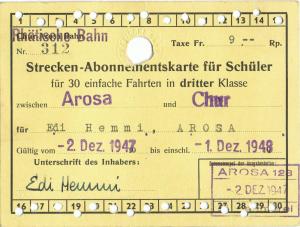 1 2 3 4 5 6 7 8 9 10 11 12 13 14
Rhätische Bahn
Nr. 312
Taxe Fr. 9.-- Rp.
Strecken-Abonnementskarte für Schüler
für 30 einfache Fahrten in dritter Klasse
zwischen Arosa und Chur
für Edi Hemmi, AROSA
Gültig vom - 2. Dez. 1947 bis einschl. - 1. Dez. 1948
Unterschrift des Inhabers:
Edi Hemmi
AROSA 123
- 2. DEZ. 1947
16 17 18 19 20 21 22 23 24 25 26 27 28 29 30